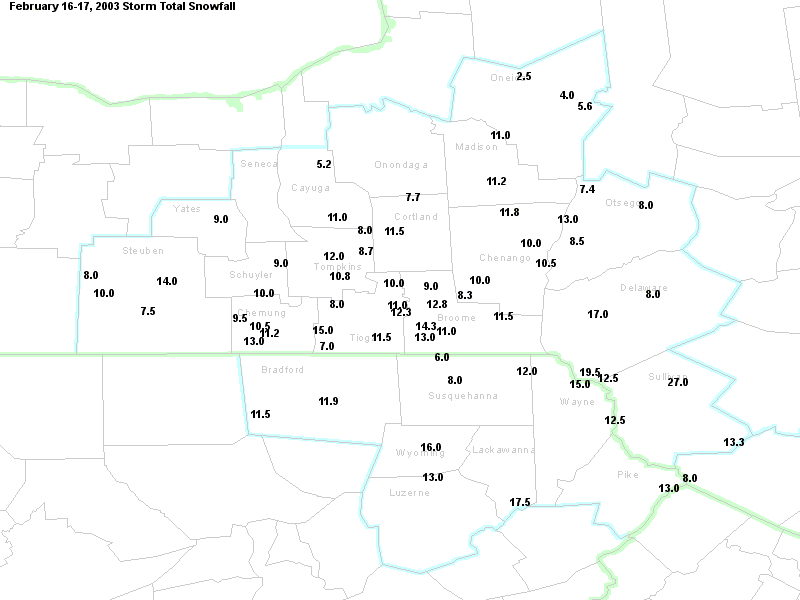 February 16-17, 2003 Storm Total Snowfall
Oneida 2.5
4.0
5.6
11.0
Madison
Seneca 5.2 Onondaga
11.2
Cayuga 7.4
7.7
Yates 9.0 11.0 Cortland 11.8 13.0 Otsego 8.0
8.0 11.5
10.0 8.5
Steuben 8.7
12.0 Chenango 10.5
9.0 Tompkins
8.0 14.0 Schuyler 10.8 10.0
10.0 10.0 10.0 9.0 8.3 Delaware 8.0
7.5 Chemung 8.0 11.0 12.8
9.5 12.3 Broome 11.5 17.0
10.5 15.0 14.3 11.0
11.2
13.0 7.0 Tioga 11.5 13.0
6.0
Bradford 12.0 19.5 12.5 Sullivan 27.0
8.0 15.0
11.9 Susquehanna Wayne
11.5 12.5
16.0 13.3
Wyoming Lackawanna
13.0 Pike 8.0
Luzerne 13.0
17.5